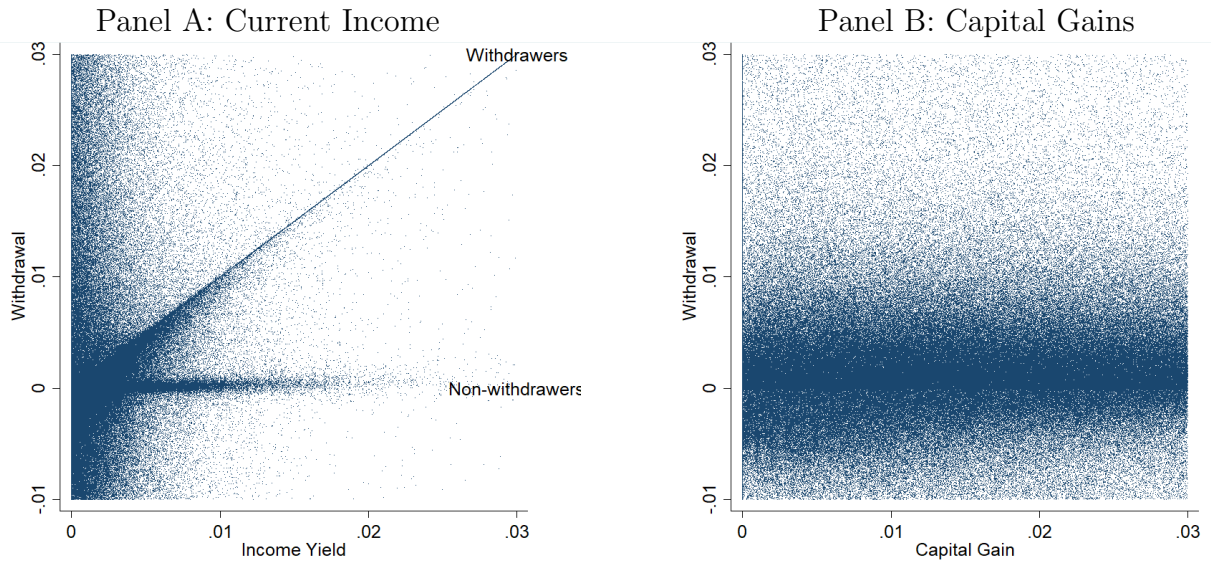 Panel A: Current Income
Withdrawers
Non-withdrawers
Withdrawal
.03
.02
.01
0
-.01
0
.01
.02
.03
Income Yield
Panel B: Capital Gains
Withdrawal
.03
.02
.01
0
-.01
0
.01
.02
.03
Capital Gain